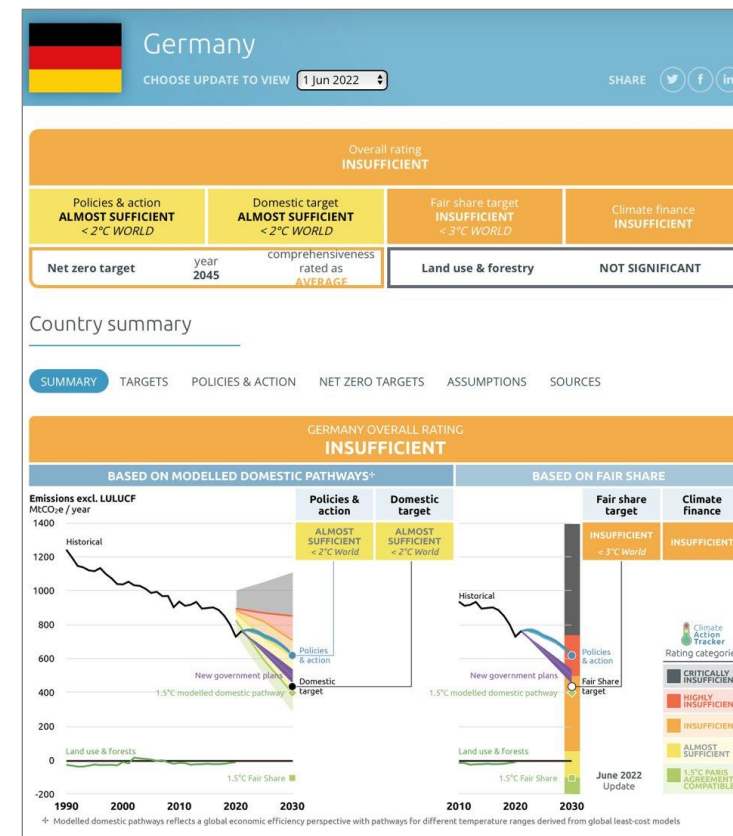 Germany
CHOOSE UPDATE TO VIEW 1 Jun 2022
SHARE
Overall rating
INSUFFICIENT
Policies & action
ALMOST SUFFICIENT
< 2°C WORLD
Domestic target
ALMOST SUFFICIENT
< 2°C WORLD
Fair share target
INSUFFICIENT
< 3°C WORLD
Climate finance
INSUFFICIENT
Net zero target
year
2045
comprehensiveness
rated as
AVERAGE
Land use & forestry
NOT SIGNIFICANT
Country summary
SUMMARY TARGETS POLICIES & ACTION NET ZERO TARGETS ASSUMPTIONS SOURCES
GERMANY OVERALL RATING
INSUFFICIENT
BASED ON MODELLED DOMESTIC PATHWAYS÷
BASED ON FAIR SHARE
Emissions excl. LULUCF
MtCO₂e / year
Policies &
action
Domestic
target
Fair share
target
Climate
finance
ALMOST
SUFFICIENT
< 2°C World
ALMOST
SUFFICIENT
< 2°C World
INSUFFICIENT
< 3°C World
INSUFFICIENT
1400
1200
1000
800
600
400
200
0
-200
Historical
Policies
& action
New government plans
Domestic
target
1.5°C modelled domestic pathway
Land use & forests
1.5°C Fair Share
1990 2000 2010 2020 2030
Historical
Policies
& action
New government plans
Fair Share
target
1.5°C modelled domestic pathway
Land use & forests
1.5°C Fair Share
2010 2020 2030
June 2022
Update
Climate
Action
Tracker
Rating categorie
CRITICALLY
INSUFFICIEN
HIGHLY
INSUFFICIEN
INSUFFICIEN
ALMOST
SUFFICIENT
1.5°C PARIS
AGREEMENT
COMPATIBLE
÷ Modelled domestic pathways reflects a global economic efficiency perspective with pathways for different temperature ranges derived from global least-cost models